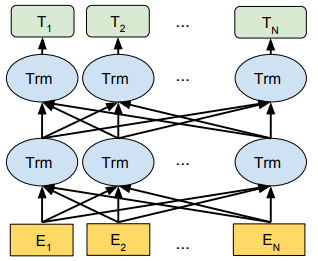 T1 T2 ... TN
Trm Trm ... Trm
Trm Trm ... Trm
E1 E2 ... EN